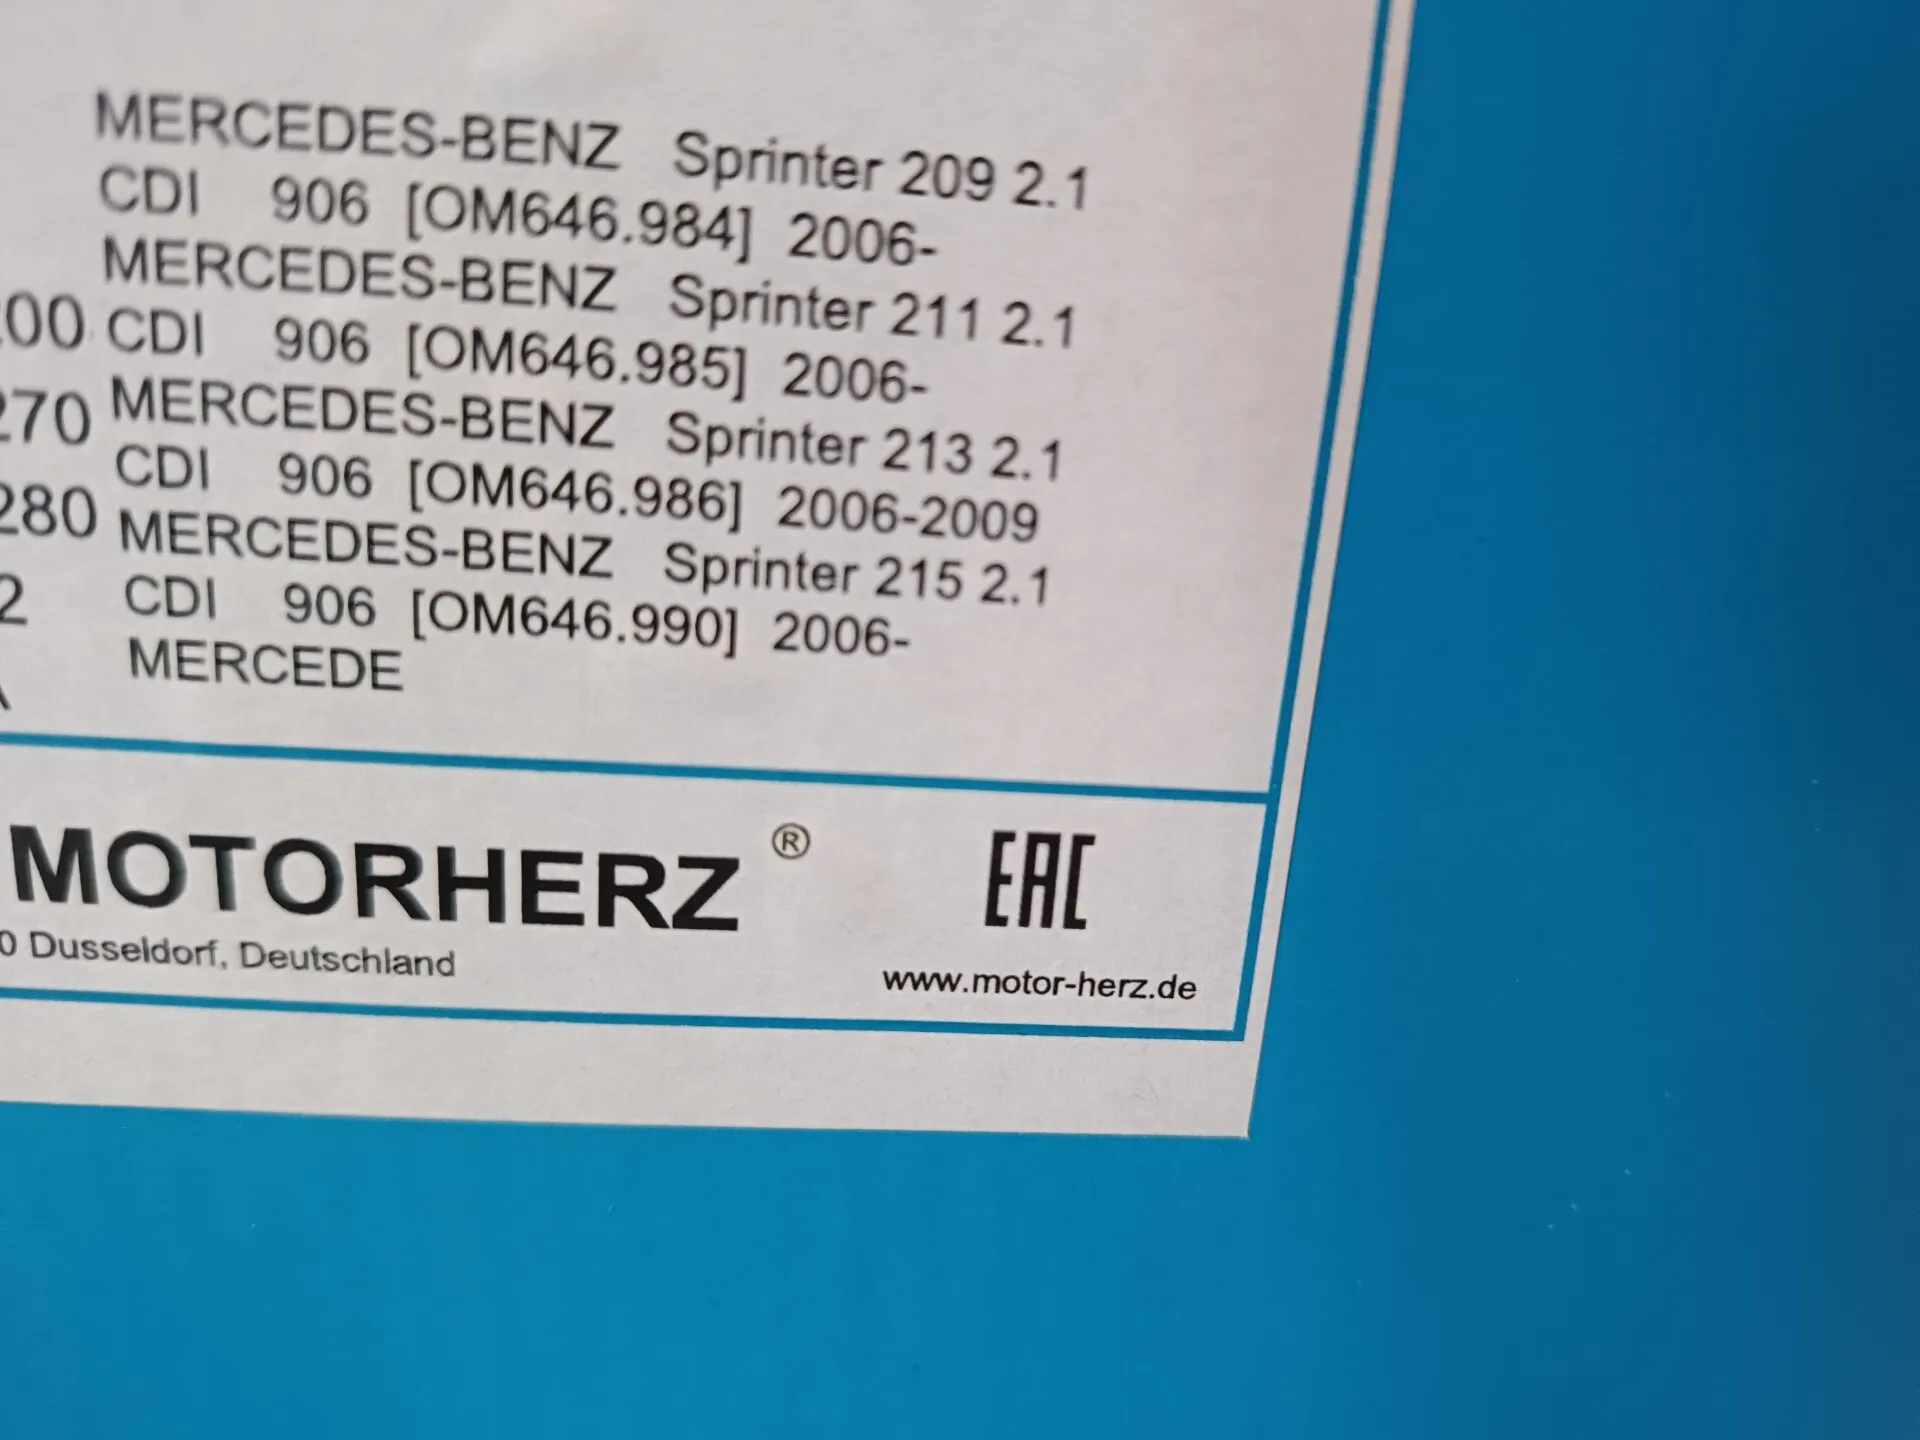 MERCEDES-BENZ Sprinter 209 2.1
CDI 906 [OM646.984] 2006-
MERCEDES-BENZ Sprinter 211 2.1
00 CDI 906 [OM646.985] 2006-
270 MERCEDES-BENZ Sprinter 213 2.1
CDI 906 [OM646.986] 2006-2009
280 MERCEDES-BENZ Sprinter 215 2.1
2 CDI 906 [OM646.990] 2006-
MERCEDE
MOTORHERZ ®
EAC
0 Dusseldorf, Deutschland
www.motor-herz.de